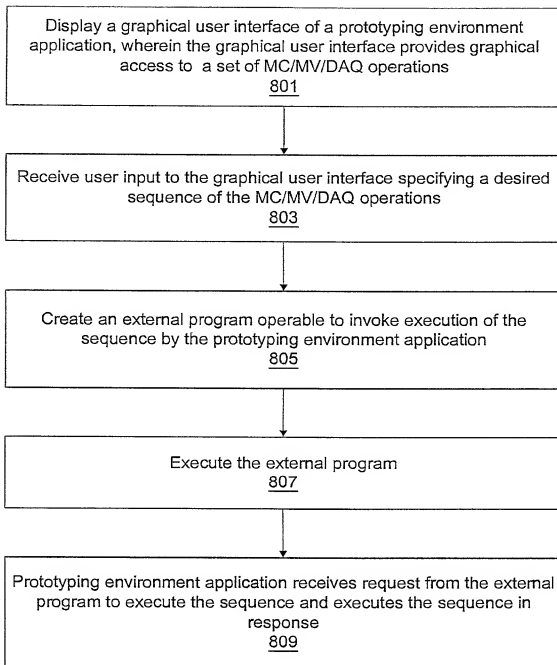 Display a graphical user interface of a prototyping environment
application, wherein the graphical user interface provides graphical
access to a set of MC/MV/DAQ operations
801
Receive user input to the graphical user interface specifying a desired
sequence of the MC/MV/DAQ operations
803
Create an external program operable to invoke execution of the
sequence by the prototyping environment application
805
Execute the external program
807
Prototyping environment application receives request from the external
program to execute the sequence and executes the sequence in
response
809